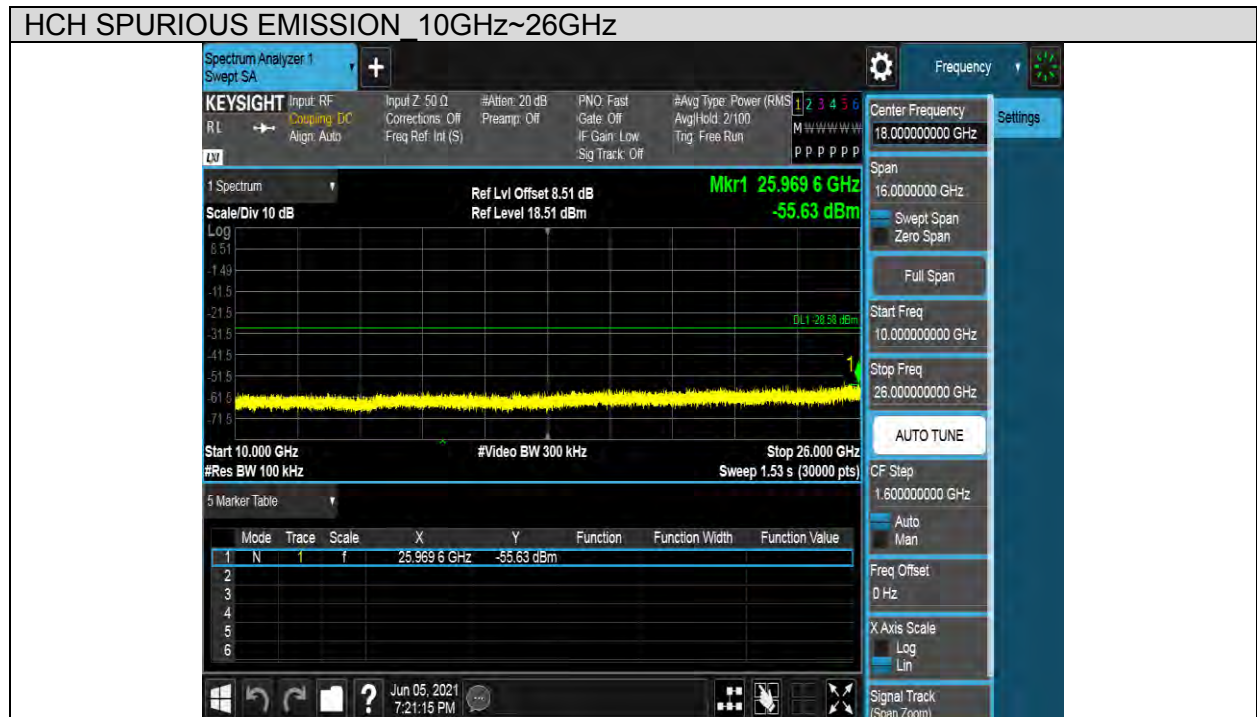 HCH SPURIOUS EMISSION_10GHz~26GHz
Spectrum Analyzer 1
Swept SA
+
Frequency
KEYSIGHT Input: RF Input Z: 50 Ω #Atten: 20 dB PNO: Fast #Avg Type: Power (RMS 1 2 3 4 5 6
RL Coupling: DC Corrections: Off Preamp: Off Gate: Off Avg|Hold: 2/100 M W W W W W
Align: Auto Freq Ref: Int (S) IF Gain: Low Trig: Free Run
LXI Sig Track: Off P P P P P P
Center Frequency
18.000000000 GHz
Settings
1 Spectrum
Ref Lvl Offset 8.51 dB
Mkr1 25.969 6 GHz
Scale/Div 10 dB
Ref Level 18.51 dBm
-55.63 dBm
Span
16.0000000 GHz
Swept Span
Zero Span
Full Span
Log
8.51
-1.49
-11.5
-21.5
DL1 -28.58 dBm
-31.5
-41.5
1
-51.5
-61.5
-71.5
Start Freq
10.000000000 GHz
Stop Freq
26.000000000 GHz
AUTO TUNE
Start 10.000 GHz #Video BW 300 kHz Stop 26.000 GHz
#Res BW 100 kHz Sweep 1.53 s (30000 pts)
CF Step
1.600000000 GHz
Auto
Man
5 Marker Table
Mode Trace Scale X Y Function Function Width Function Value
1 N 1 f 25.969 6 GHz -55.63 dBm
2
3
4
5
6
Freq Offset
0 Hz
X Axis Scale
Log
Lin
? Jun 05, 2021
7:21:15 PM
Signal Track
(Span Zoom)